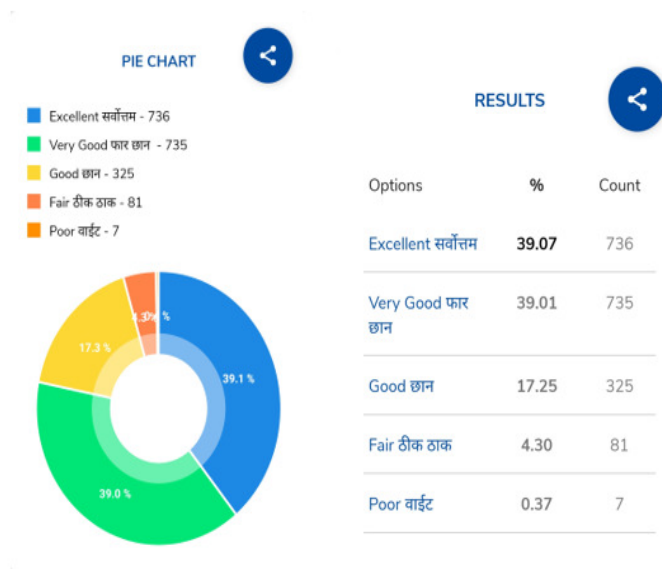 PIE CHART
Excellent सर्वोत्तम - 736
Very Good फार छान - 735
Good छान - 325
Fair ठीक ठाक - 81
Poor वाईट - 7
39.1 %
39.0 %
17.3 %
RESULTS
Options % Count
Excellent सर्वोत्तम 39.07 736
Very Good फार
छान 39.01 735
Good छान 17.25 325
Fair ठीक ठाक 4.30 81
Poor वाईट 0.37 7